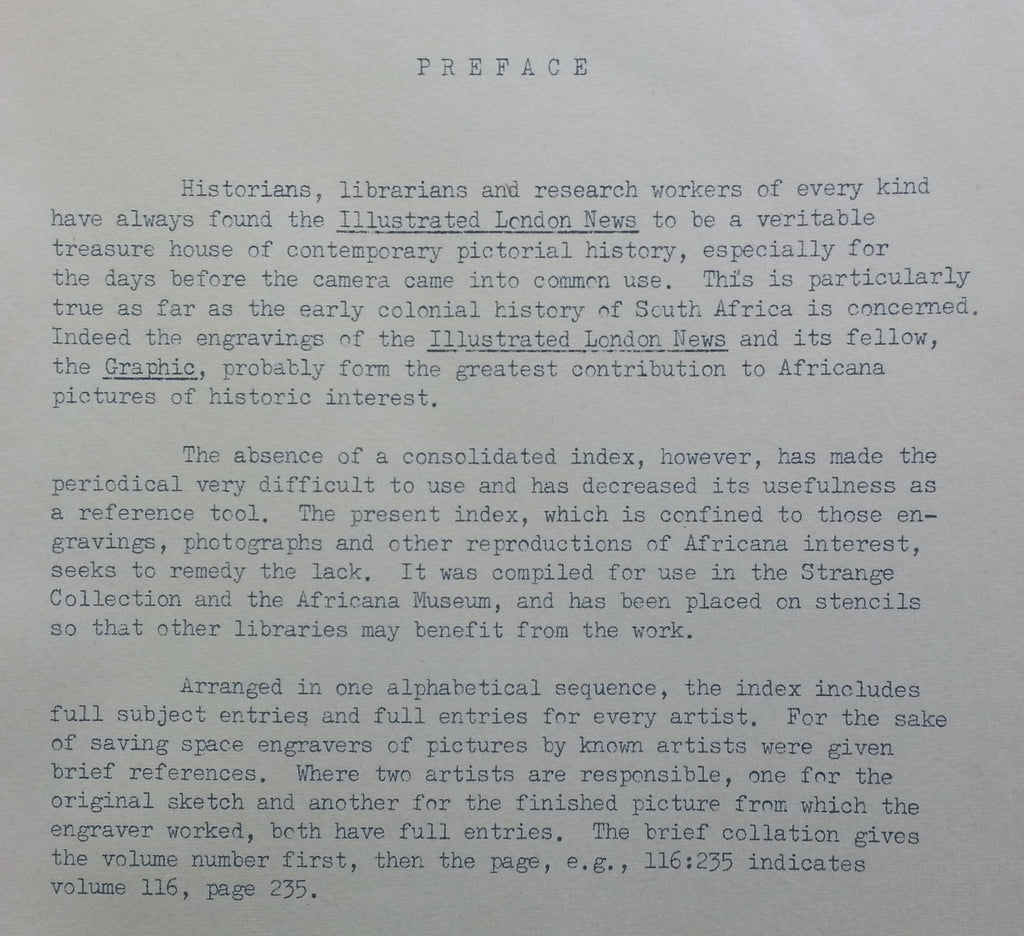 PREFACE
Historians, librarians and research workers of every kind
have always found the Illustrated London News to be a veritable
treasure house of contemporary pictorial history, especially for
the days before the camera came into common use. This is particularly
true as far as the early colonial history of South Africa is concerned.
Indeed the engravings of the Illustrated London News and its fellow,
the Graphic, probably form the greatest contribution to Africana
pictures of historic interest.
The absence of a consolidated index, however, has made the
periodical very difficult to use and has decreased its usefulness as
a reference tool. The present index, which is confined to those en-
gravings, photographs and other reproductions of Africana interest,
seeks to remedy the lack. It was compiled for use in the Strange
Collection and the Africana Museum, and has been placed on stencils
so that other libraries may benefit from the work.
Arranged in one alphabetical sequence, the index includes
full subject entries and full entries for every artist. For the sake
of saving space engravers of pictures by known artists were given
brief references. Where two artists are responsible, one for the
original sketch and another for the finished picture from which the
engraver worked, both have full entries. The brief collation gives
the volume number first, then the page, e.g., 116:235 indicates
volume 116, page 235.